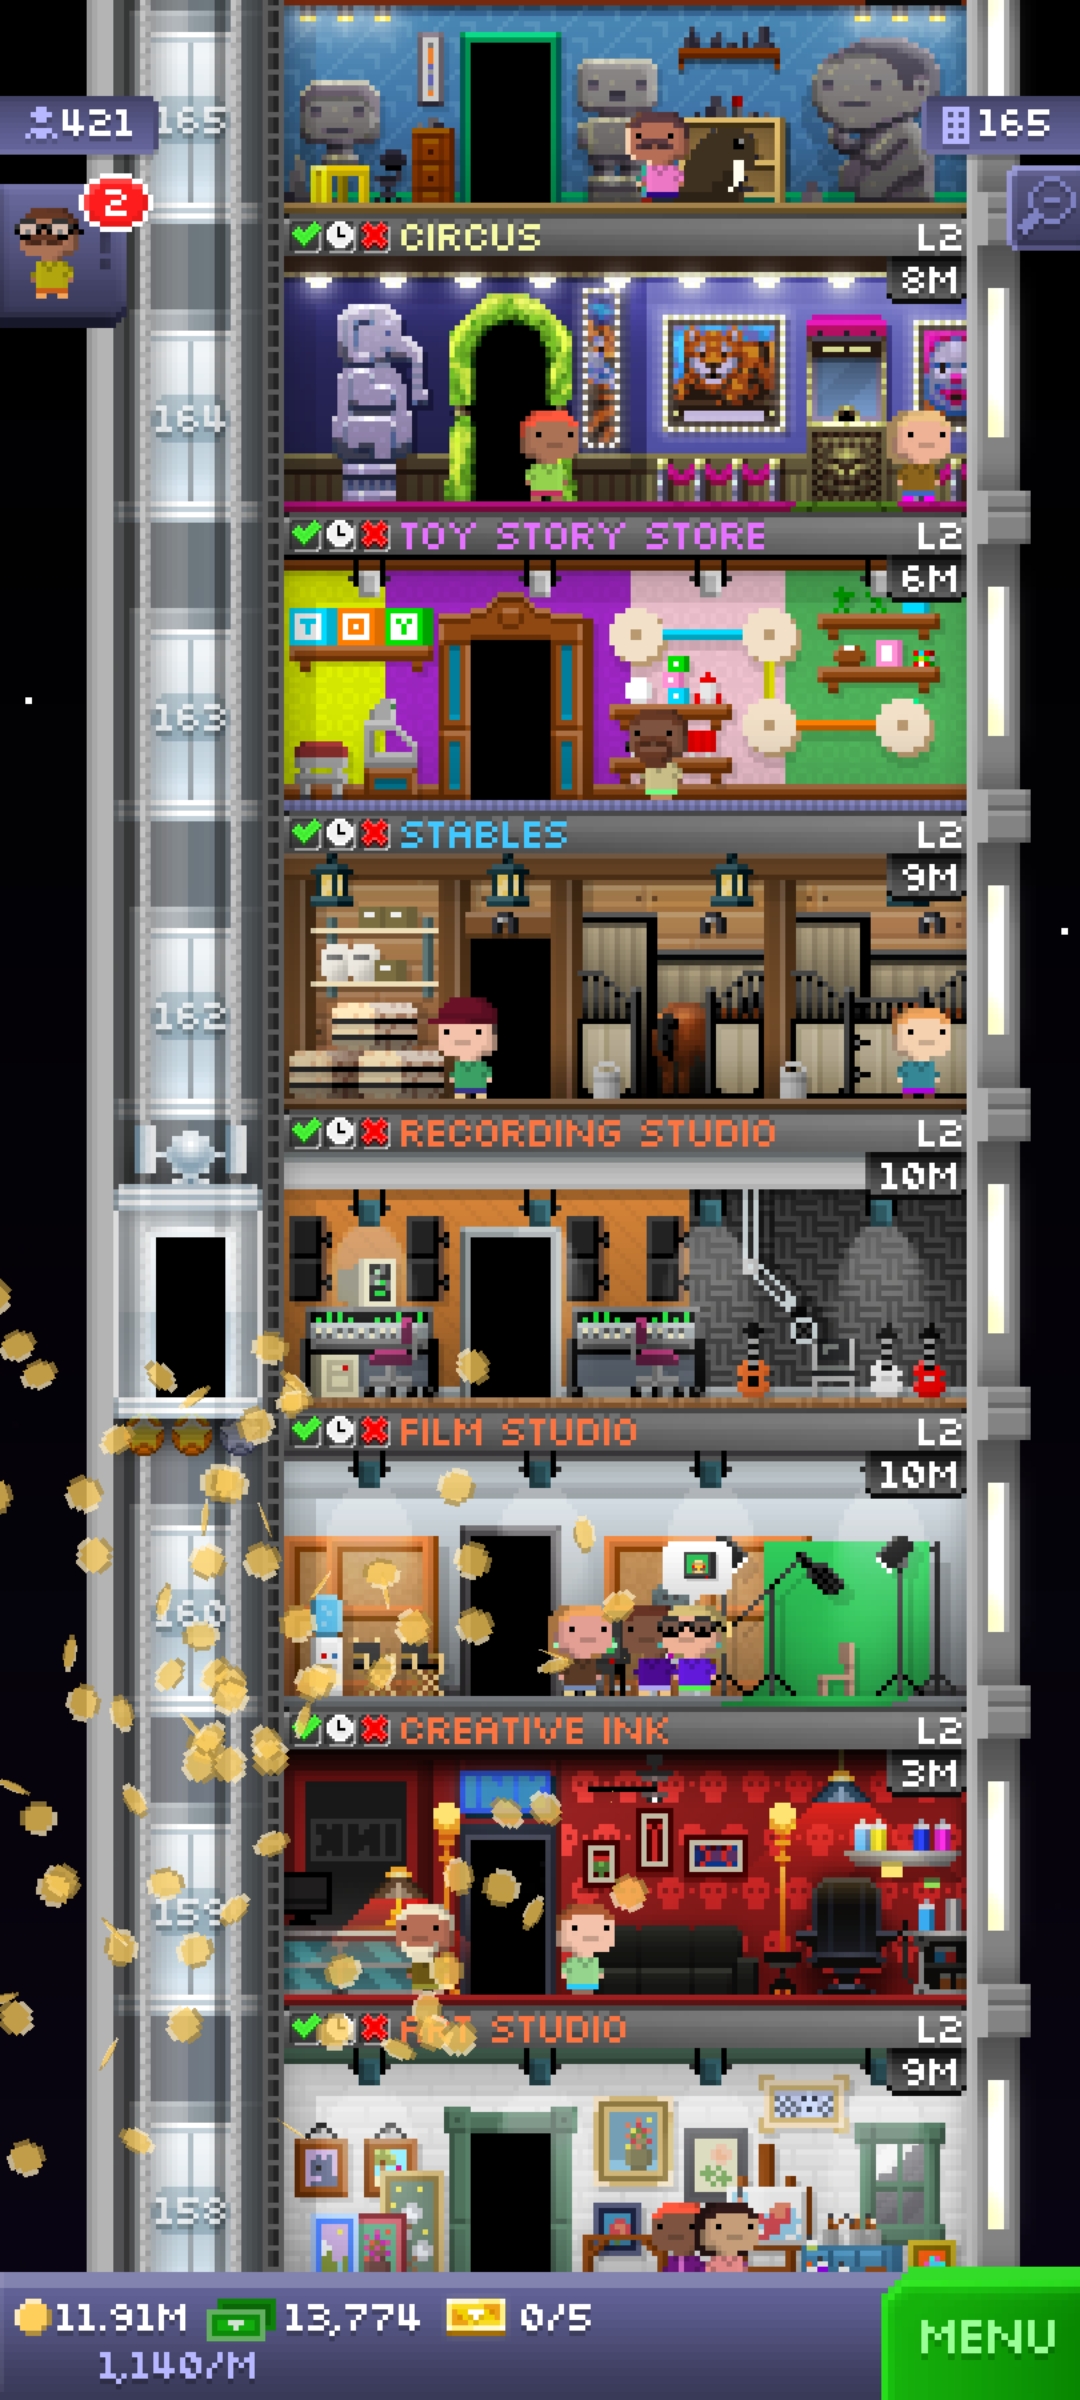 165
421
165
2
CIRCUS L2
8M
164
TOY STORY STORE L2
6M
T O Y
163
STABLES L2
9M
162
RECORDING STUDIO L2
10M
FILM STUDIO L2
10M
160
CREATIVE INK L2
3M
INK
159
ART STUDIO L2
9M
158
11.91M 13,774 0/5
1,140/M
MENU